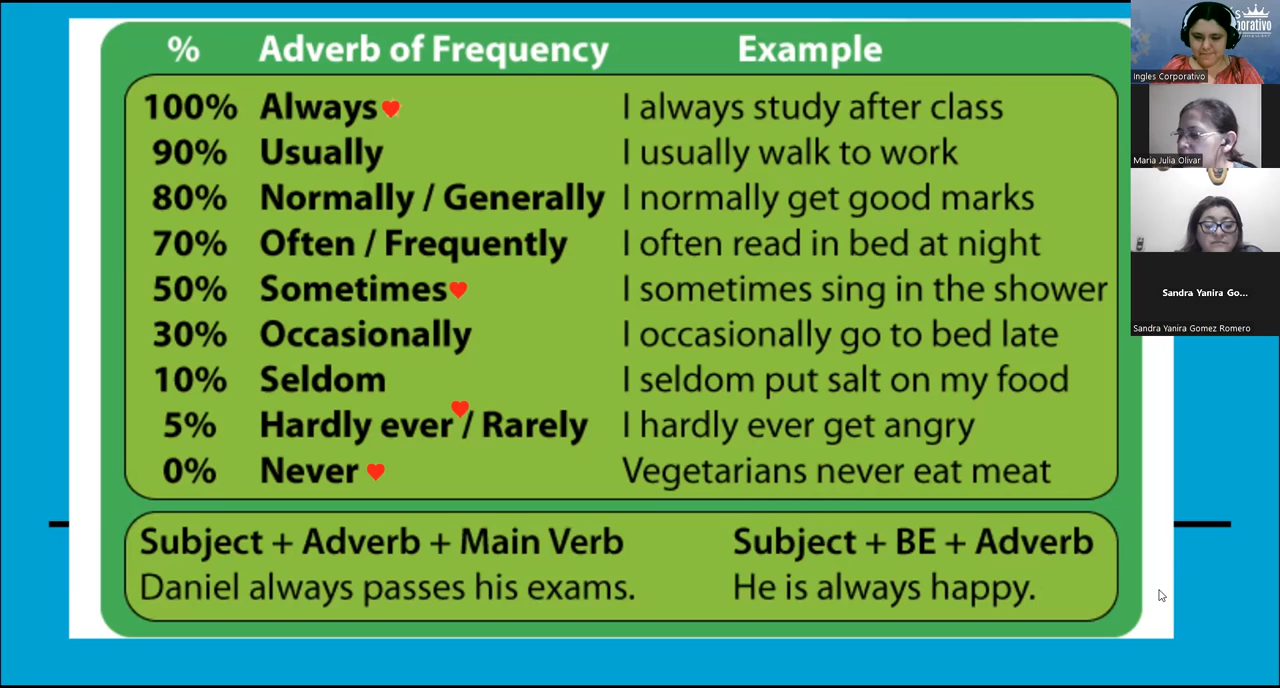 % Adverb of Frequency Example
100% Always I always study after class
90% Usually I usually walk to work
80% Normally / Generally I normally get good marks
70% Often / Frequently I often read in bed at night
50% Sometimes I sometimes sing in the shower
30% Occasionally I occasionally go to bed late
10% Seldom I seldom put salt on my food
5% Hardly ever / Rarely I hardly ever get angry
0% Never Vegetarians never eat meat
Subject + Adverb + Main Verb Subject + BE + Adverb
Daniel always passes his exams. He is always happy.
Ingles Corporativo
Maria Julia Olivar
Sandra Yanira Go...
Sandra Yanira Gomez Romero